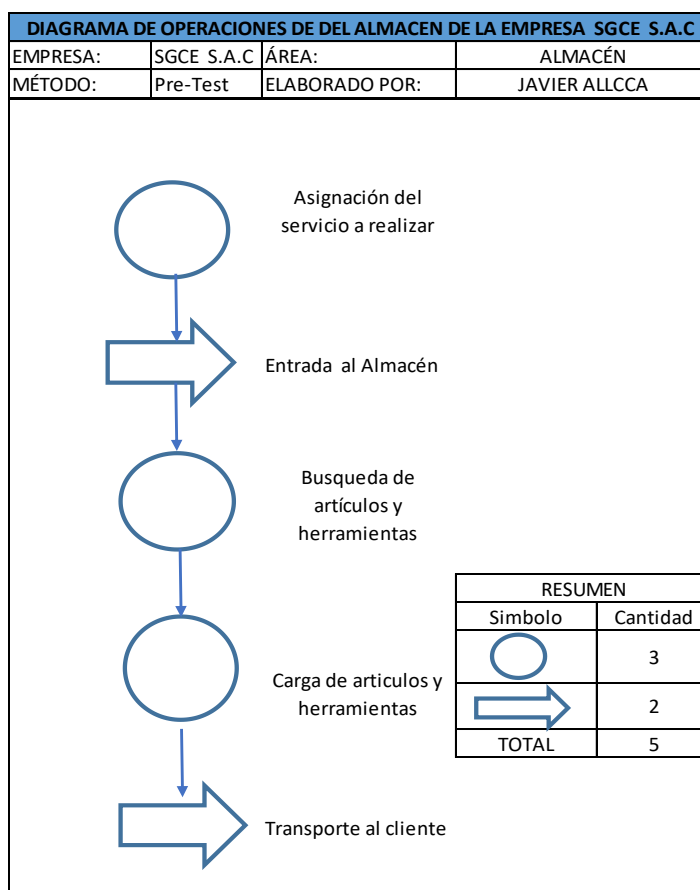 DIAGRAMA DE OPERACIONES DE DEL ALMACEN DE LA EMPRESA SGCE S.A.C
EMPRESA: SGCE S.A.C ÁREA: ALMACÉN
MÉTODO: Pre-Test ELABORADO POR: JAVIER ALLCCA
Asignación del
servicio a realizar
Entrada al Almacén
Busqueda de
artículos y
herramientas
Carga de articulos y
herramientas
Transporte al cliente
RESUMEN
Simbolo Cantidad
3
2
TOTAL 5